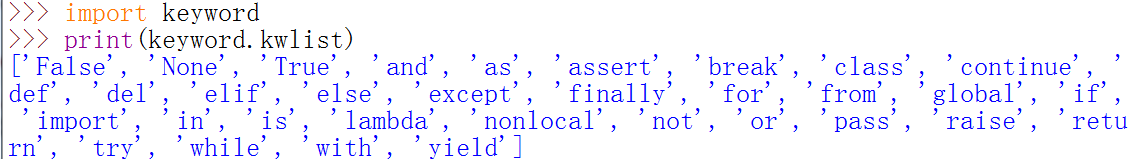 >>> import keyword
>>> print(keyword.kwlist)
['False', 'None', 'True', 'and', 'as', 'assert', 'break', 'class', 'continue', '
def', 'del', 'elif', 'else', 'except', 'finally', 'for', 'from', 'global', 'if',
 'import', 'in', 'is', 'lambda', 'nonlocal', 'not', 'or', 'pass', 'raise', 'retu
rn', 'try', 'while', 'with', 'yield']